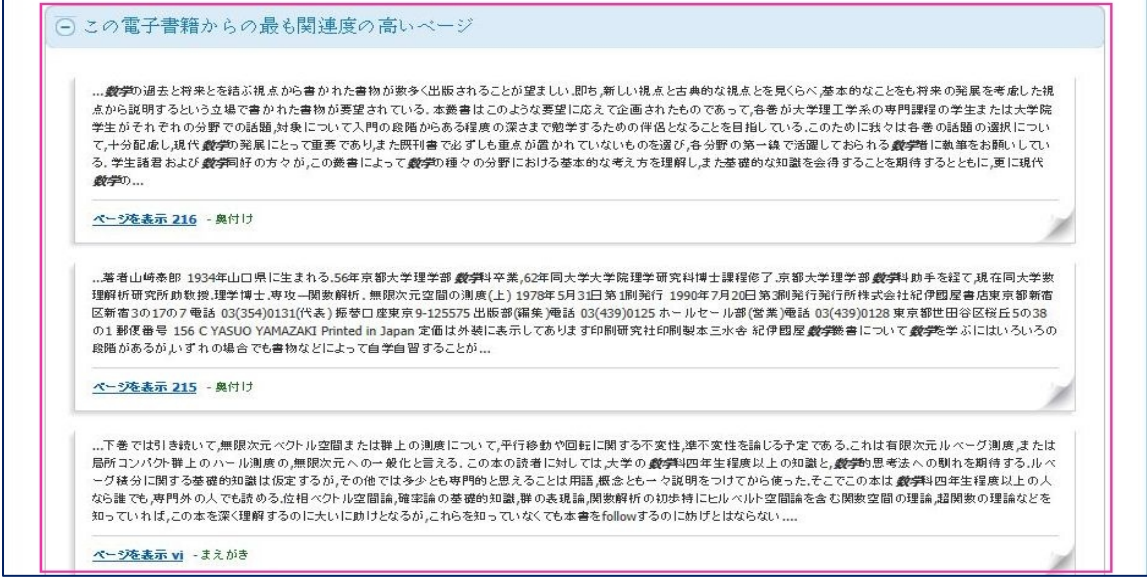 この電子書籍からの最も関連度の高いページ
...数学の過去と将来とを結ぶ視点から書かれた書物が数多く出版されることが望ましい.即ち,新しい視点と古典的な視点とを見くらべ,基本的なことをも将来の発展を考慮した視
点から説明するという立場で書かれた書物が要望されている. 本叢書はこのような要望に応えて企画されたものであって,各巻が大学理工学系の専門課程の学生または大学院
学生がそれぞれの分野での話題,対象について入門の段階からある程度の深さまで勉学するための伴侶となることを目指している.このために我々は各巻の話題の選択につい
て,十分配慮し,現代 数学の発展にとって重要であり,また既刊書で必ずしも重点が置かれていないものを選び,各分野の第一線で活躍しておられる 数学者に執筆をお願いしてい
る. 学生諸君および 数学同好の方々が,この叢書によって 数学の種々の分野における基本的な考え方を理解し,また基礎的な知識を会得することを期待するとともに,更に現代
数学の...
ページを表示 216 - 奥付け
...著者山崎泰郎 1934年山口県に生まれる.56年京都大学理学部 数学科卒業,62年同大学大学院理学研究科博士課程修了.京都大学理学部 数学科助手を経て,現在同大学数
理解析研究所助教授.理学博士.専攻―関数解析. 無限次元空間の測度(上) 1978年5月31日第1刷発行 1990年7月20日第3刷発行発行所株式会社紀伊國屋書店東京都新宿
区新宿3の17の7 電話 03(354)0131(代表) 振替口座東京9-125575 出版部(編集)電話 03(439)0125 ホールセール部(営業)電話 03(439)0128 東京都世田谷区桜丘5の38
の1 郵便番号 156 C YASUO YAMAZAKI Printed in Japan 定価は外装に表示してあります印刷研究社印刷製本三水舎 紀伊國屋 数学叢書について 数学を学ぶにはいろいろの
段階があるが,いずれの場合でも書物などによって自学自習することが...
ページを表示 215 - 奥付け
...下巻では引き続いて,無限次元ベクトル空間または群上の測度について,平行移動や回転に関する不変性,準不変性を論じる予定である.これは有限次元ルベーグ測度,または
局所コンパクト群上のハール測度の,無限次元への一般化と言える. この本の読者に対しては,大学の 数学科四年生程度以上の知識と,数学的思考法への馴れを期待する.ルベ
ーグ積分に関する基礎的知識は仮定するが,その他では多少とも専門的と思えることは用語,概念とも一々説明をつけてから使った.そこでこの本は 数学科四年生程度以上の人
なら誰でも,専門外の人でも読める.位相ベクトル空間論,確率論の基礎的知識,群の表現論,関数解析の初歩特にヒルベルト空間論を含む関数空間の理論,超関数の理論などを
知っていれば,この本を深く理解するのに大いに助けとなるが,これらを知っていなくても本書をfollowするのに妨げとはならない....
ページを表示 vi - まえがき